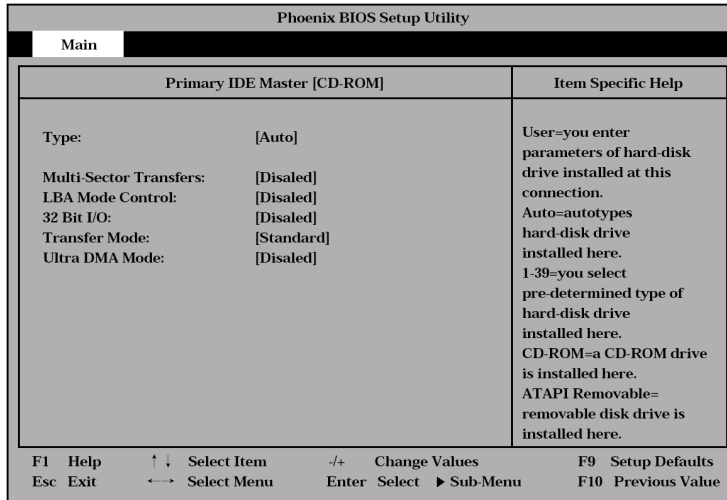 Phoenix BIOS Setup Utility
Main
Primary IDE Master [CD-ROM]
Type: [Auto]
Multi-Sector Transfers: [Disaled]
LBA Mode Control: [Disaled]
32 Bit I/O: [Disaled]
Transfer Mode: [Standard]
Ultra DMA Mode: [Disaled]
Item Specific Help
User=you enter
parameters of hard-disk
drive installed at this
connection.
Auto=autotypes
hard-disk drive
installed here.
1-39=you select
pre-determined type of
hard-disk drive
installed here.
CD-ROM=a CD-ROM drive
is installed here.
ATAPI Removable=
removable disk drive is
installed here.
F1 Help ↑ ↓ Select Item -/+ Change Values F9 Setup Defaults
Esc Exit ←→ Select Menu Enter Select ▶ Sub-Menu F10 Previous Value